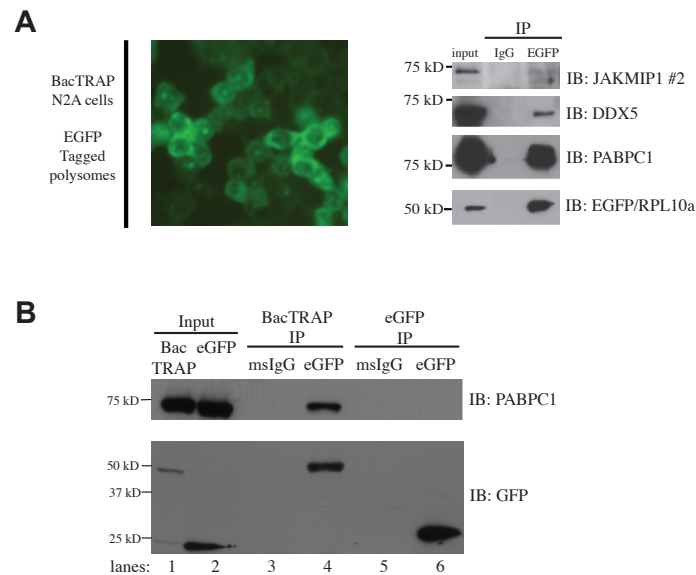 A
BacTRAP
N2A cells
EGFP
Tagged
polysomes
IP
input IgG EGFP
75 kD
IB: JAKMIP1 #2
75 kD
IB: DDX5
75 kD
IB: PABPC1
50 kD
IB: EGFP/RPL10a
B
Input
BacTRAP
IP
eGFP
IP
Bac
TRAP
eGFP
msIgG eGFP
msIgG eGFP
75 kD
IB: PABPC1
50 kD
37 kD
25 kD
IB: GFP
lanes: 1 2 3 4 5 6